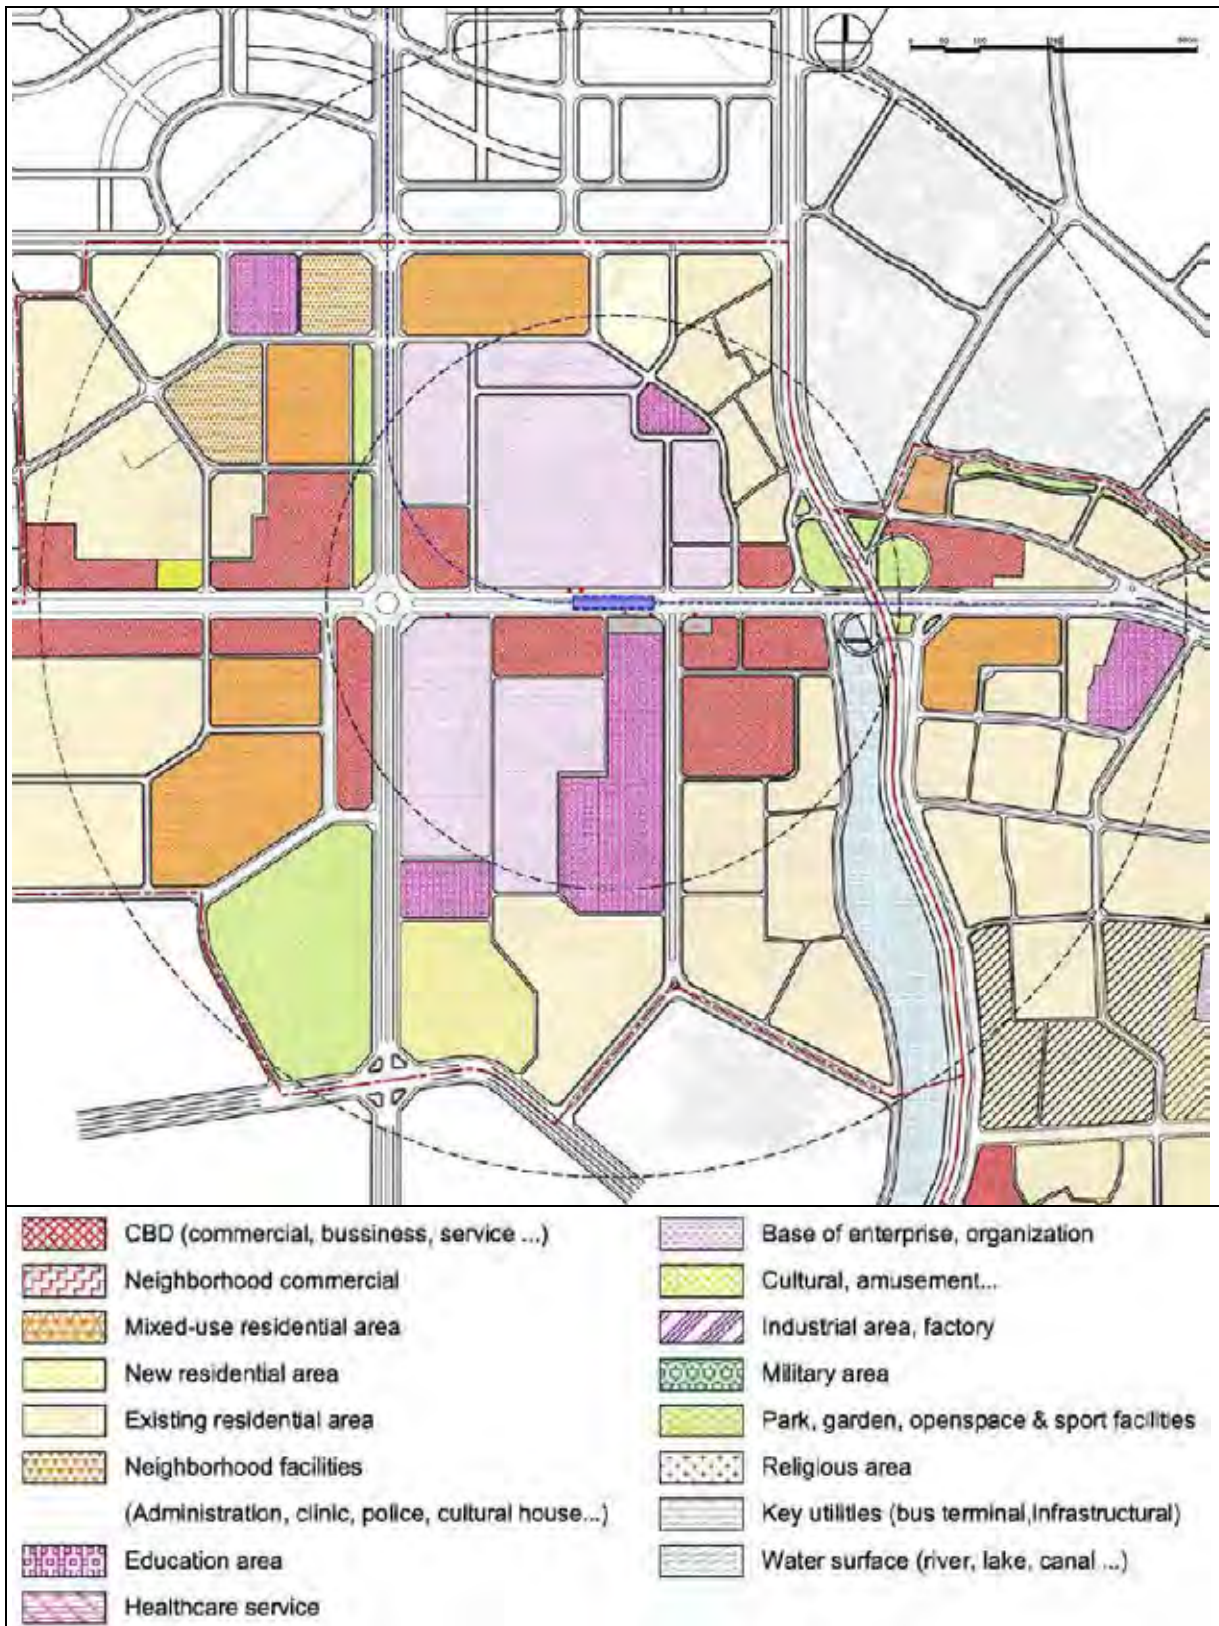 CBD (commercial, bussiness, service ...)
Neighborhood commercial
Mixed-use residential area
New residential area
Existing residential area
Neighborhood facilities
(Administration, clinic, police, cultural house...)
Education area
Healthcare service
Base of enterprise, organization
Cultural, amusement...
Industrial area, factory
Military area
Park, garden, openspace & sport facilities
Religious area
Key utilities (bus terminal,infrastructural)
Water surface (river, lake, canal ...)